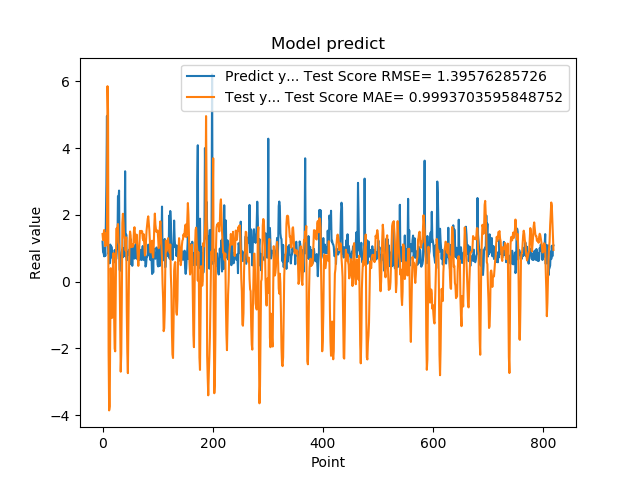 Model predict
Predict y... Test Score RMSE= 1.39576285726
Test y... Test Score MAE= 0.9993703595848752
6
4
2
0
−2
−4
Real value
0 200 400 600 800
Point